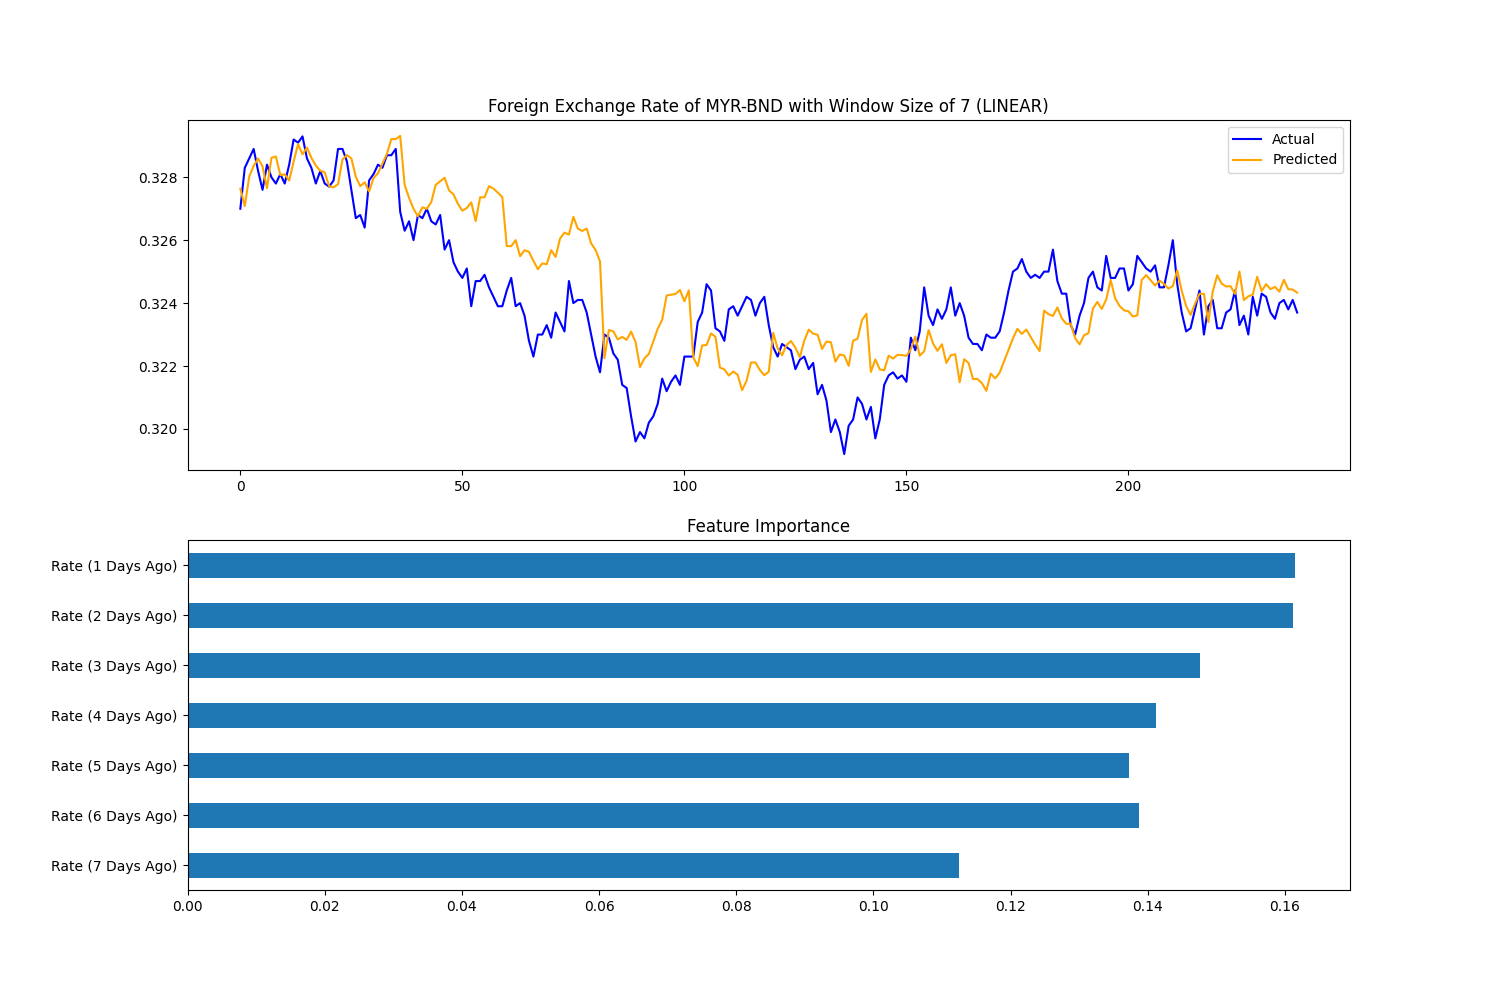 Foreign Exchange Rate of MYR-BND with Window Size of 7 (LINEAR)
Actual
Predicted
0.328
0.326
0.324
0.322
0.320
0 50 100 150 200
Feature Importance
Rate (1 Days Ago)
Rate (2 Days Ago)
Rate (3 Days Ago)
Rate (4 Days Ago)
Rate (5 Days Ago)
Rate (6 Days Ago)
Rate (7 Days Ago)
0.00 0.02 0.04 0.06 0.08 0.10 0.12 0.14 0.16